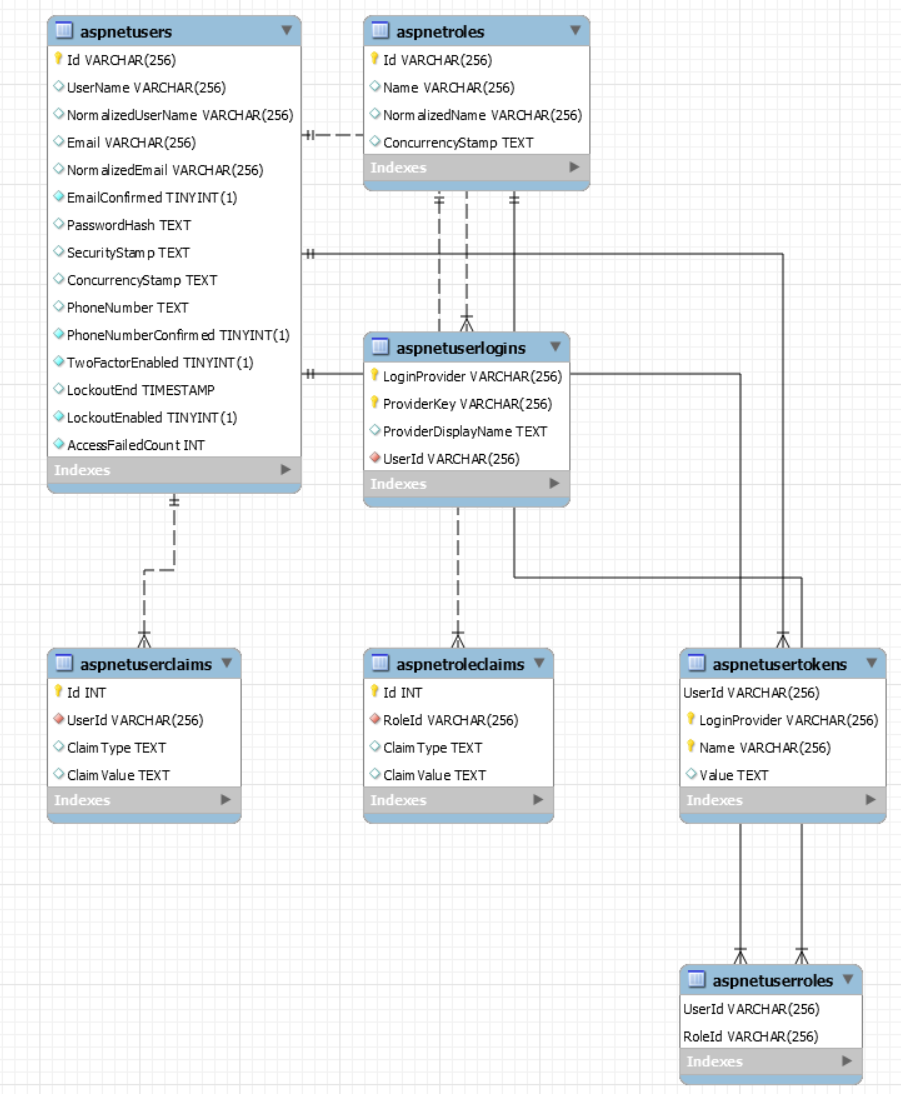 aspnetusers
Id VARCHAR(256)
UserName VARCHAR(256)
NormalizedUserName VARCHAR(256)
Email VARCHAR(256)
NormalizedEmail VARCHAR(256)
EmailConfirmed TINYINT(1)
PasswordHash TEXT
SecurityStamp TEXT
ConcurrencyStamp TEXT
PhoneNumber TEXT
PhoneNumberConfirmed TINYINT(1)
TwoFactorEnabled TINYINT(1)
LockoutEnd TIMESTAMP
LockoutEnabled TINYINT(1)
AccessFailedCount INT
Indexes
aspnetroles
Id VARCHAR(256)
Name VARCHAR(256)
NormalizedName VARCHAR(256)
ConcurrencyStamp TEXT
Indexes
aspnetuserlogins
LoginProvider VARCHAR(256)
ProviderKey VARCHAR(256)
ProviderDisplayName TEXT
UserId VARCHAR(256)
Indexes
aspnetuserclaims
Id INT
UserId VARCHAR(256)
ClaimType TEXT
ClaimValue TEXT
Indexes
aspnetroleclaims
Id INT
RoleId VARCHAR(256)
ClaimType TEXT
ClaimValue TEXT
Indexes
aspnetusertokens
UserId VARCHAR(256)
LoginProvider VARCHAR(256)
Name VARCHAR(256)
Value TEXT
Indexes
aspnetuserroles
UserId VARCHAR(256)
RoleId VARCHAR(256)
Indexes